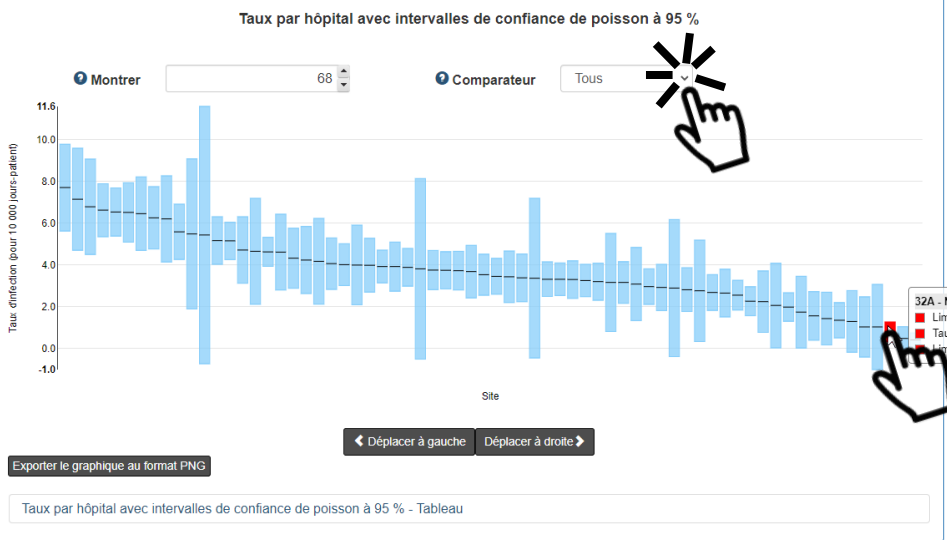 Taux par hôpital avec intervalles de confiance de poisson à 95 %
? Montrer 68 ? Comparateur Tous
Taux d'infection (pour 10 000 jours-patient)
11.6
10.0
8.0
6.0
4.0
2.0
0.0
-1.0
32A -
Lim
Tau
Lim
Site
Déplacer à gauche Déplacer à droite
Exporter le graphique au format PNG
Taux par hôpital avec intervalles de confiance de poisson à 95 % - Tableau